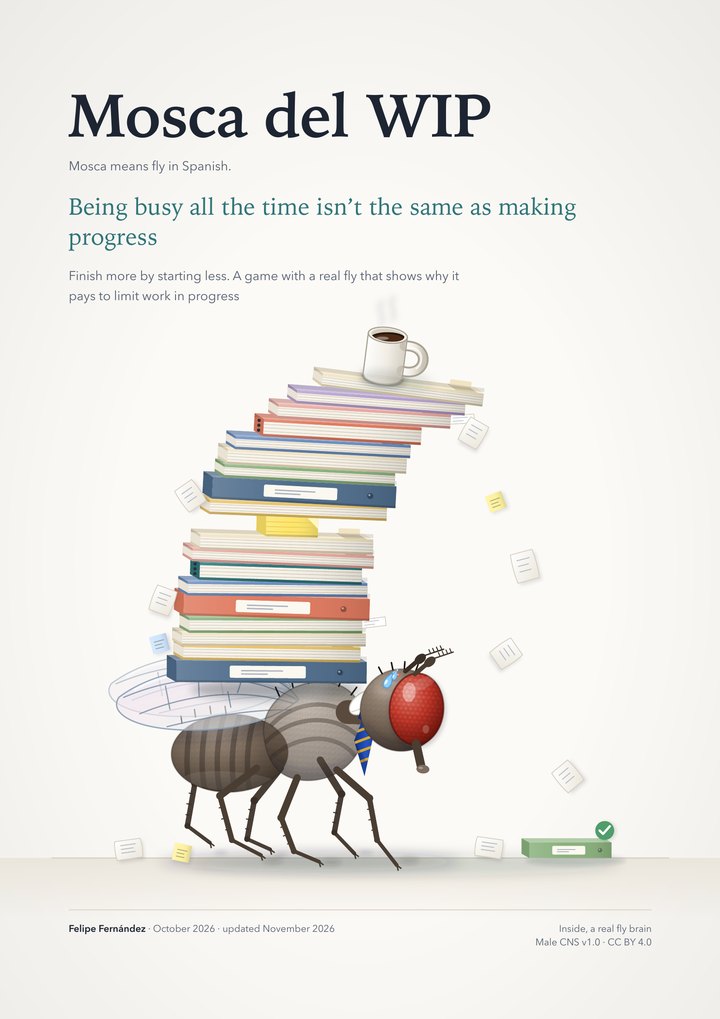 Mosca del WIP
Mosca means fly in Spanish.
Being busy all the time isn’t the same as making
progress
Finish more by starting less. A game with a real fly that shows why it
pays to limit work in progress
Felipe Fernández · October 2026 · updated November 2026
Inside, a real fly brain
Male CNS v1.0 · CC BY 4.0